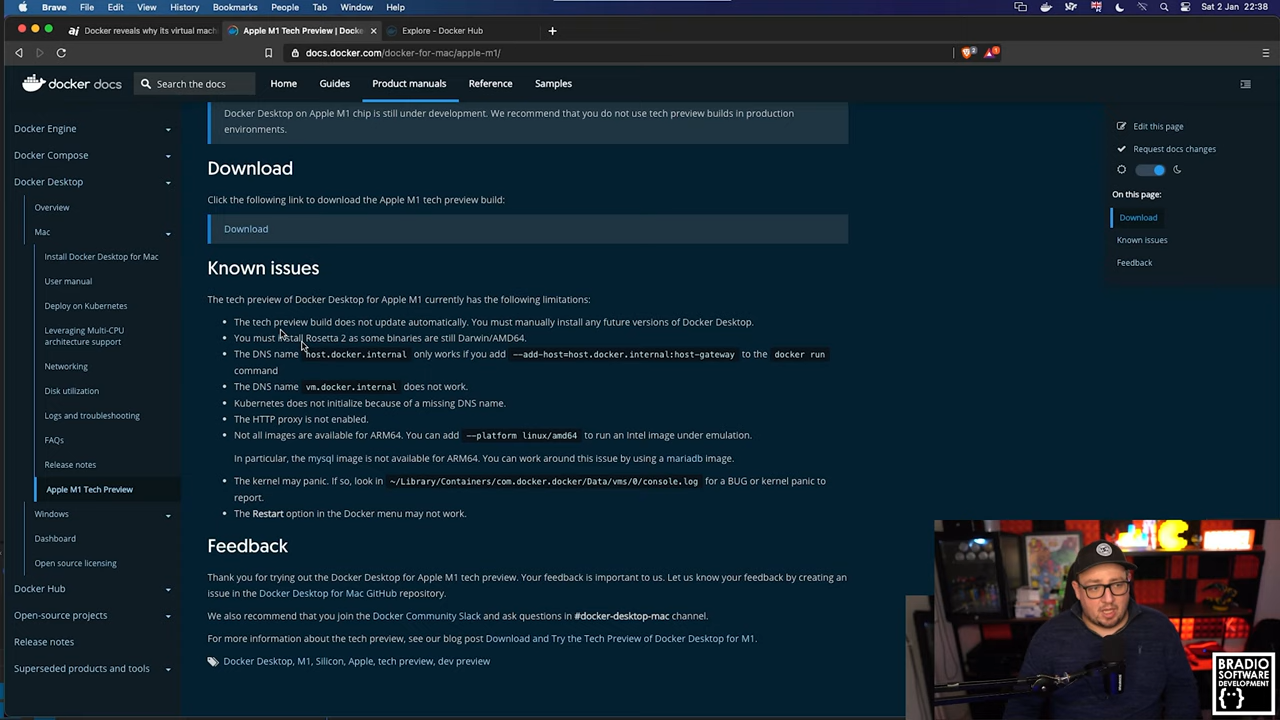 Brave File Edit View History Bookmarks People Tab Window Help
Sat 2 Jan 22:38
Docker reveals why its virtual mach
Apple M1 Tech Preview | Docke
Explore - Docker Hub
docs.docker.com/docker-for-mac/apple-m1/
docker docs
Search the docs
Home Guides Product manuals Reference Samples
Docker Engine
Docker Compose
Docker Desktop
Overview
Mac
Install Docker Desktop for Mac
User manual
Deploy on Kubernetes
Leveraging Multi-CPU
architecture support
Networking
Disk utilization
Logs and troubleshooting
FAQs
Release notes
Apple M1 Tech Preview
Windows
Dashboard
Open source licensing
Docker Hub
Open-source projects
Release notes
Superseded products and tools
Docker Desktop on Apple M1 chip is still under development. We recommend that you do not use tech preview builds in production
environments.
Download
Click the following link to download the Apple M1 tech preview build:
Download
Known issues
The tech preview of Docker Desktop for Apple M1 currently has the following limitations:
The tech preview build does not update automatically. You must manually install any future versions of Docker Desktop.
You must install Rosetta 2 as some binaries are still Darwin/AMD64.
The DNS name host.docker.internal only works if you add --add-host=host.docker.internal:host-gateway to the docker run
command
The DNS name vm.docker.internal does not work.
Kubernetes does not initialize because of a missing DNS name.
The HTTP proxy is not enabled.
Not all images are available for ARM64. You can add --platform linux/amd64 to run an Intel image under emulation.
In particular, the mysql image is not available for ARM64. You can work around this issue by using a mariadb image.
The kernel may panic. If so, look in ~/Library/Containers/com.docker.docker/Data/vms/0/console.log for a BUG or kernel panic to
report.
The Restart option in the Docker menu may not work.
Feedback
Thank you for trying out the Docker Desktop for Apple M1 tech preview. Your feedback is important to us. Let us know your feedback by creating an
issue in the Docker Desktop for Mac GitHub repository.
We also recommend that you join the Docker Community Slack and ask questions in #docker-desktop-mac channel.
For more information about the tech preview, see our blog post Download and Try the Tech Preview of Docker Desktop for M1.
Docker Desktop, M1, Silicon, Apple, tech preview, dev preview
Edit this page
Request docs changes
On this page:
Download
Known issues
Feedback
BRADIO
SOFTWARE
DEVELOPMENT
{··}